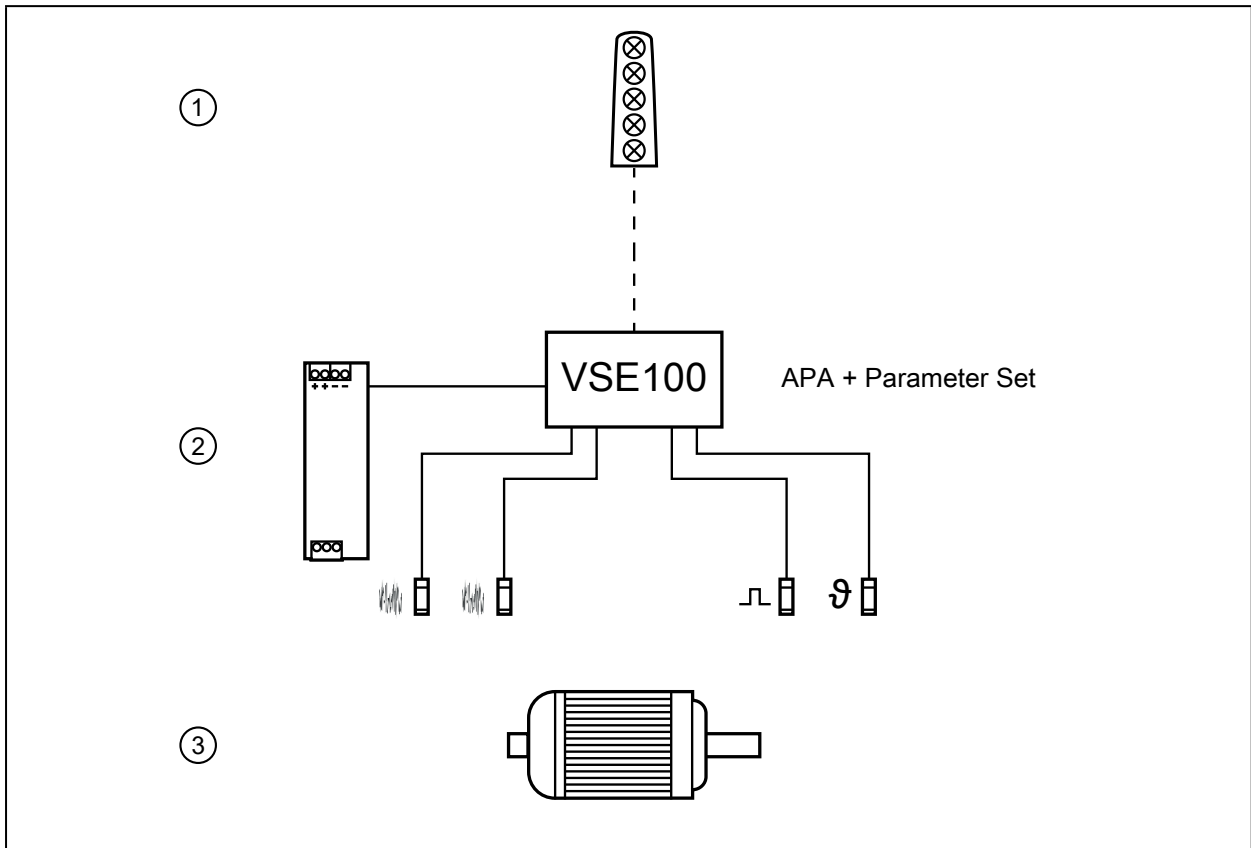 1
VSE100
APA + Parameter Set
+ + − −
2
ϑ
3